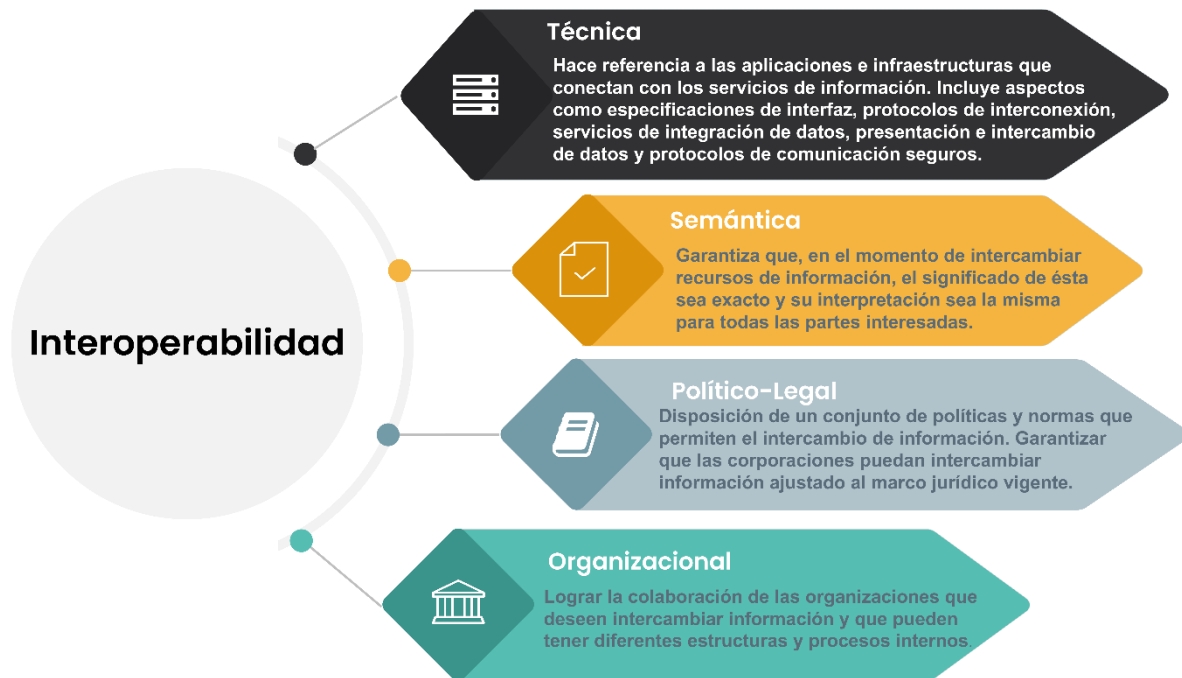 Interoperabilidad
Técnica
Hace referencia a las aplicaciones e infraestructuras que
conectan con los servicios de información. Incluye aspectos
como especificaciones de interfaz, protocolos de interconexión,
servicios de integración de datos, presentación e intercambio
de datos y protocolos de comunicación seguros.
Semántica
Garantiza que, en el momento de intercambiar
recursos de información, el significado de ésta
sea exacto y su interpretación sea la misma
para todas las partes interesadas.
Político-Legal
Disposición de un conjunto de políticas y normas que
permiten el intercambio de información. Garantizar
que las corporaciones puedan intercambiar
información ajustado al marco jurídico vigente.
Organizacional
Lograr la colaboración de las organizaciones que
deseen intercambiar información y que pueden
tener diferentes estructuras y procesos internos.